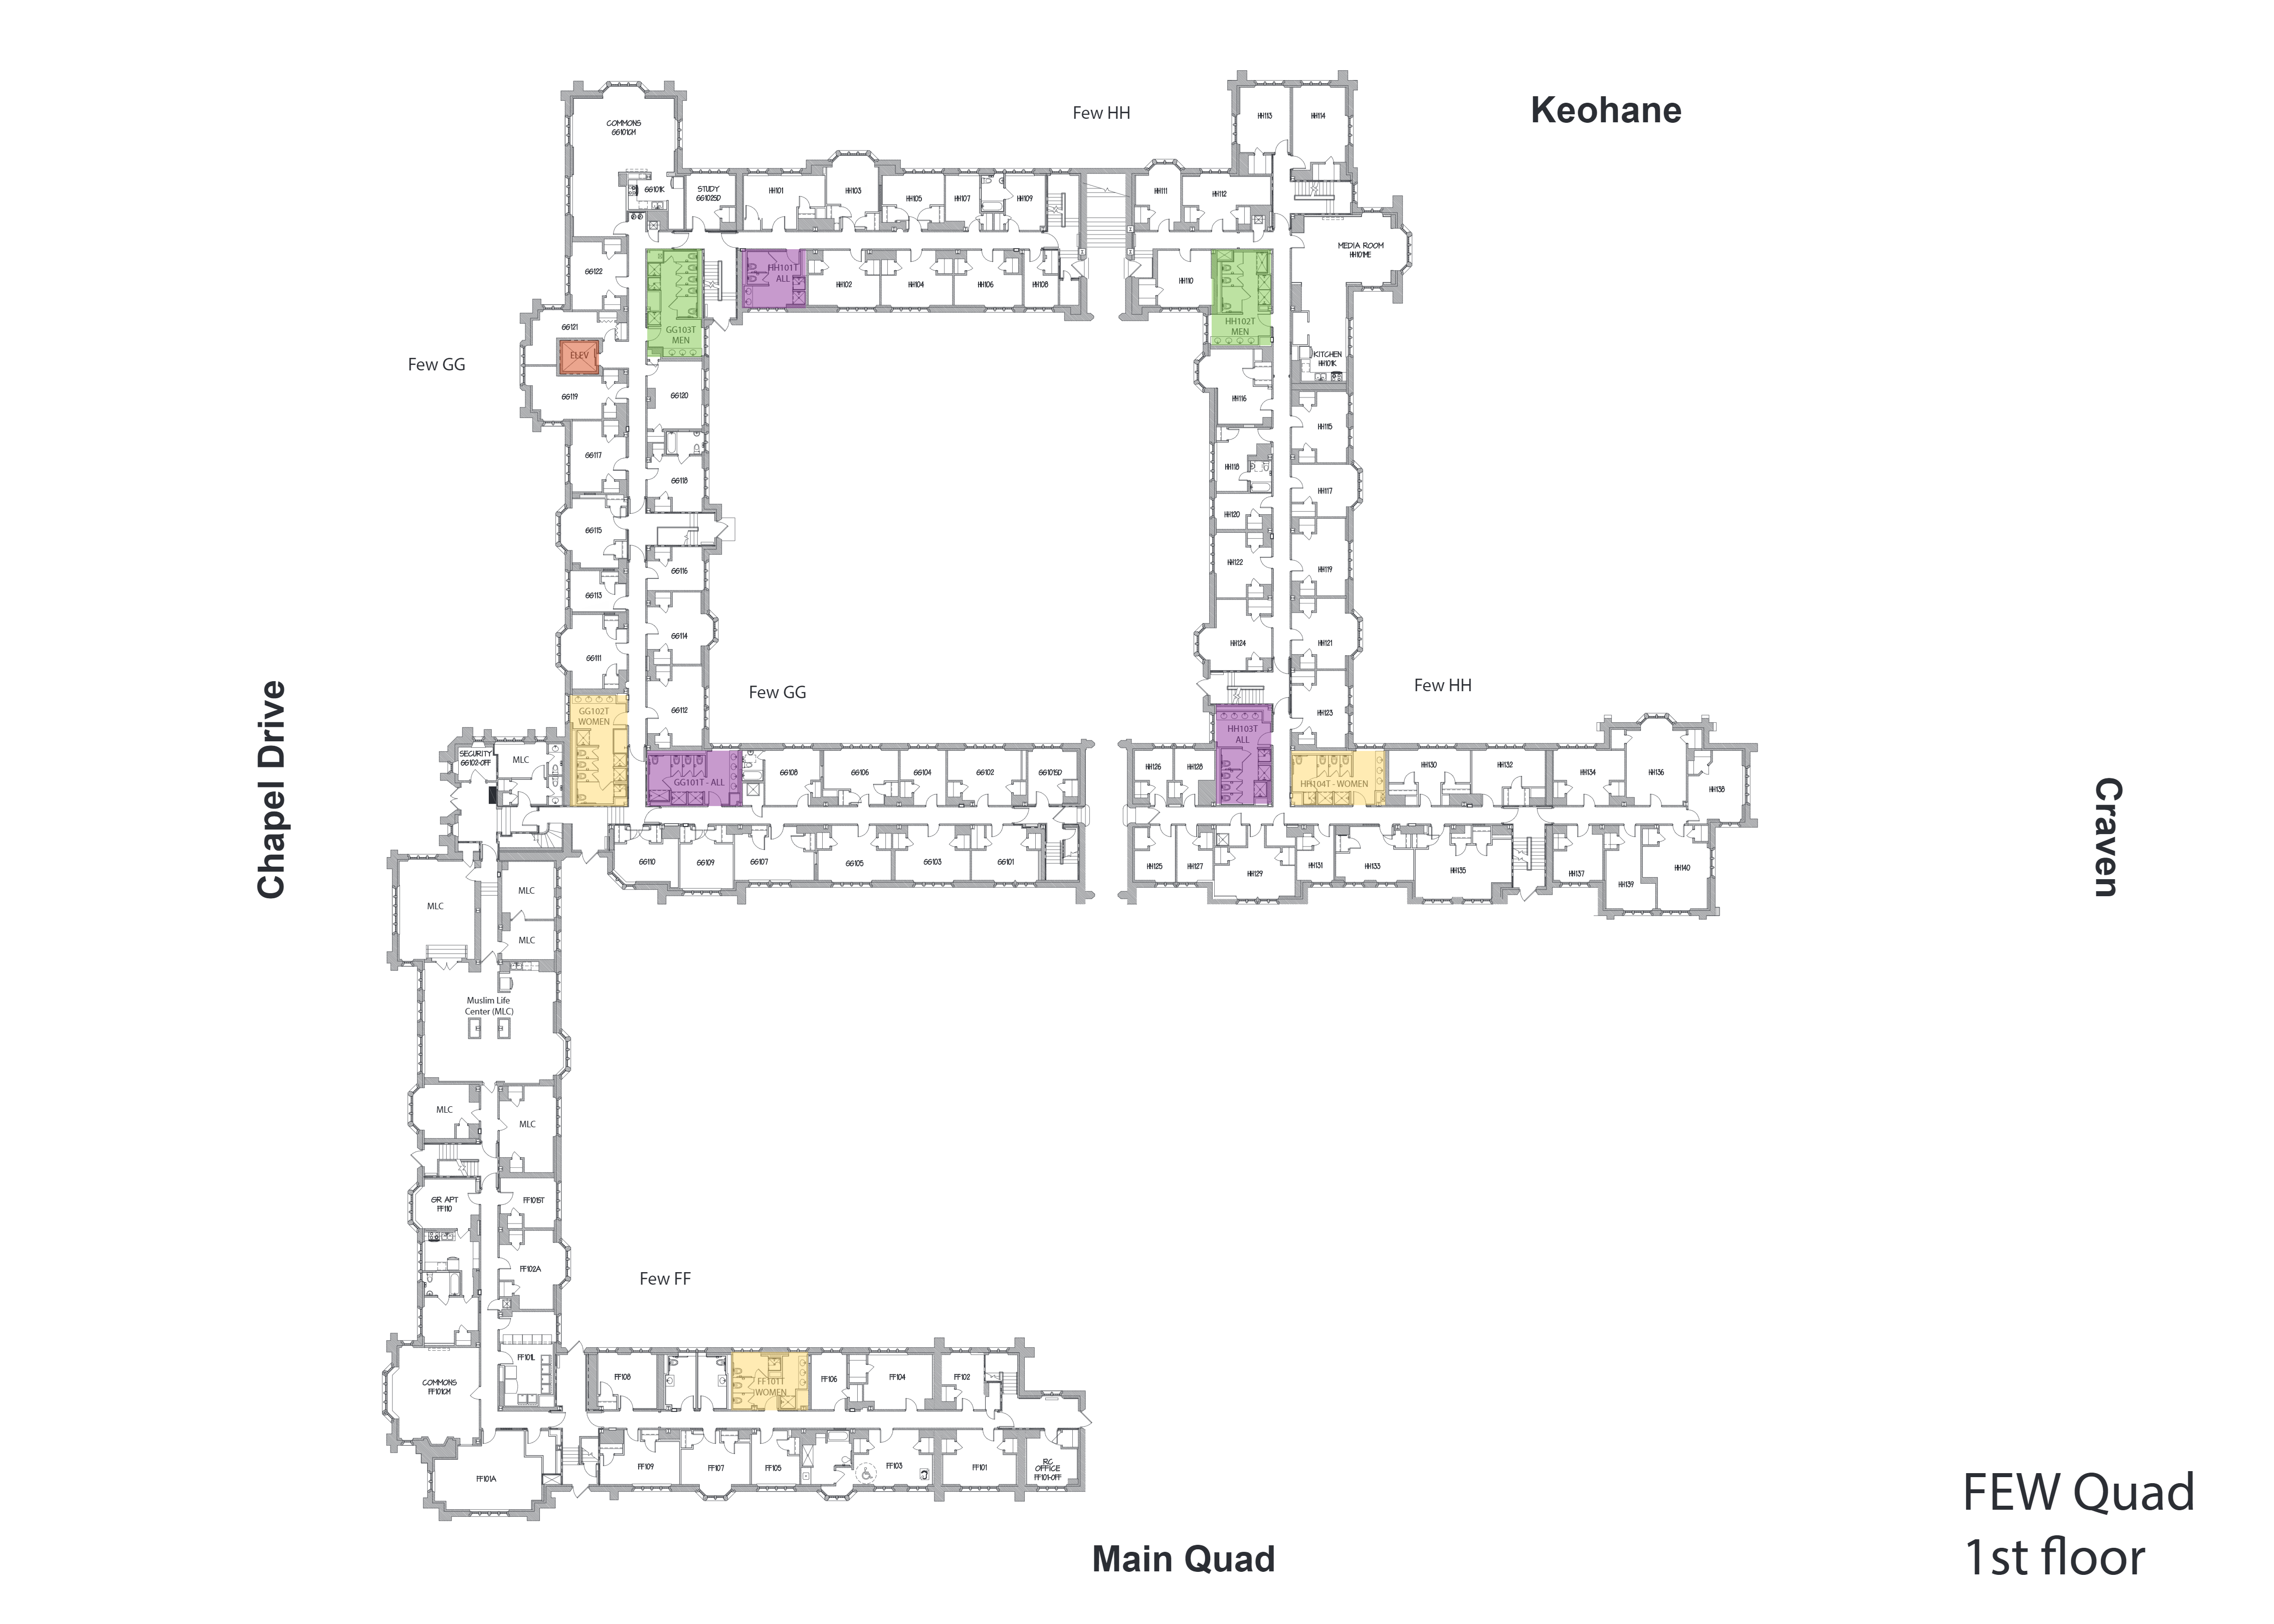 Keohane
Few HH
HH113
HH114
COMMONS
GG101CM
GG101K
STUDY
GG102SD
HH101
HH103
HH105
HH107
HH109
HH111
HH112
MEDIA ROOM
HH101ME
GG122
HH101T
ALL
HH102
HH104
HH106
HH108
HH110
GG121
GG103T
MEN
HH102T
MEN
ELEV
Few GG
KITCHEN
HH101K
GG119
GG120
HH116
HH115
GG117
GG118
HH118
HH117
GG115
HH120
GG116
HH122
HH119
GG113
GG114
HH124
HH121
GG111
Few GG
Few HH
GG112
HH123
GG102T
WOMEN
HH103T
ALL
Chapel Drive
Craven
SECURITY
GG102-OFF
MLC
GG101T - ALL
GG108
GG106
GG104
GG102
GG101SD
HH126
HH128
HH104T - WOMEN
HH130
HH132
HH134
HH136
HH138
GG110
GG109
GG107
GG105
GG103
GG101
HH125
HH127
HH129
HH131
HH133
HH135
HH137
HH139
HH140
MLC
MLC
MLC
Muslim Life
Center (MLC)
MLC
MLC
GR APT
FF110
FF101ST
FF102A
Few FF
FF101L
COMMONS
FF101CM
FF108
FF101T
WOMEN
FF106
FF104
FF102
FF101A
FF109
FF107
FF105
FF103
FF101
RC
OFFICE
FF101-OFF
Main Quad
FEW Quad
1st floor